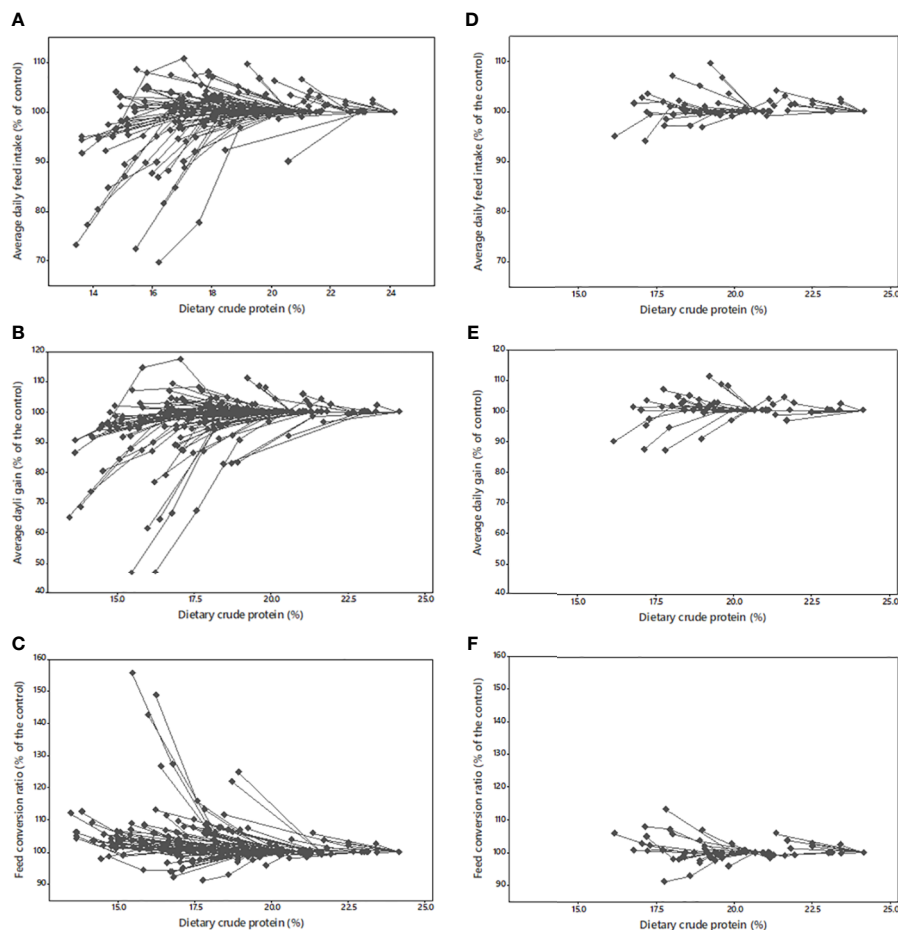 A
Average daily feed intake (% of control)
110
100
90
80
70
14 16 18 20 22 24
Dietary crude protein (%)
D
Average daily feed intake (% of the control)
110
100
90
80
70
15.0 17.5 20.0 22.5 25.0
Dietary crude protein (%)
B
Average dayli gain (% of the control)
120
110
100
90
80
70
60
50
40
15.0 17.5 20.0 22.5 25.0
Dietary crude protein (%)
E
Average daily gain (% of control)
120
110
100
90
80
70
60
50
40
15.0 17.5 20.0 22.5 25.0
Dietary crude protein (%)
C
Feed conversion ratio (% of the control)
160
150
140
130
120
110
100
90
15.0 17.5 20.0 22.5 25.0
Dietary crude protein (%)
F
Feed conversion ratio (% of the control)
160
150
140
130
120
110
100
90
15.0 17.5 20.0 22.5 25.0
Dietary crude protein (%)